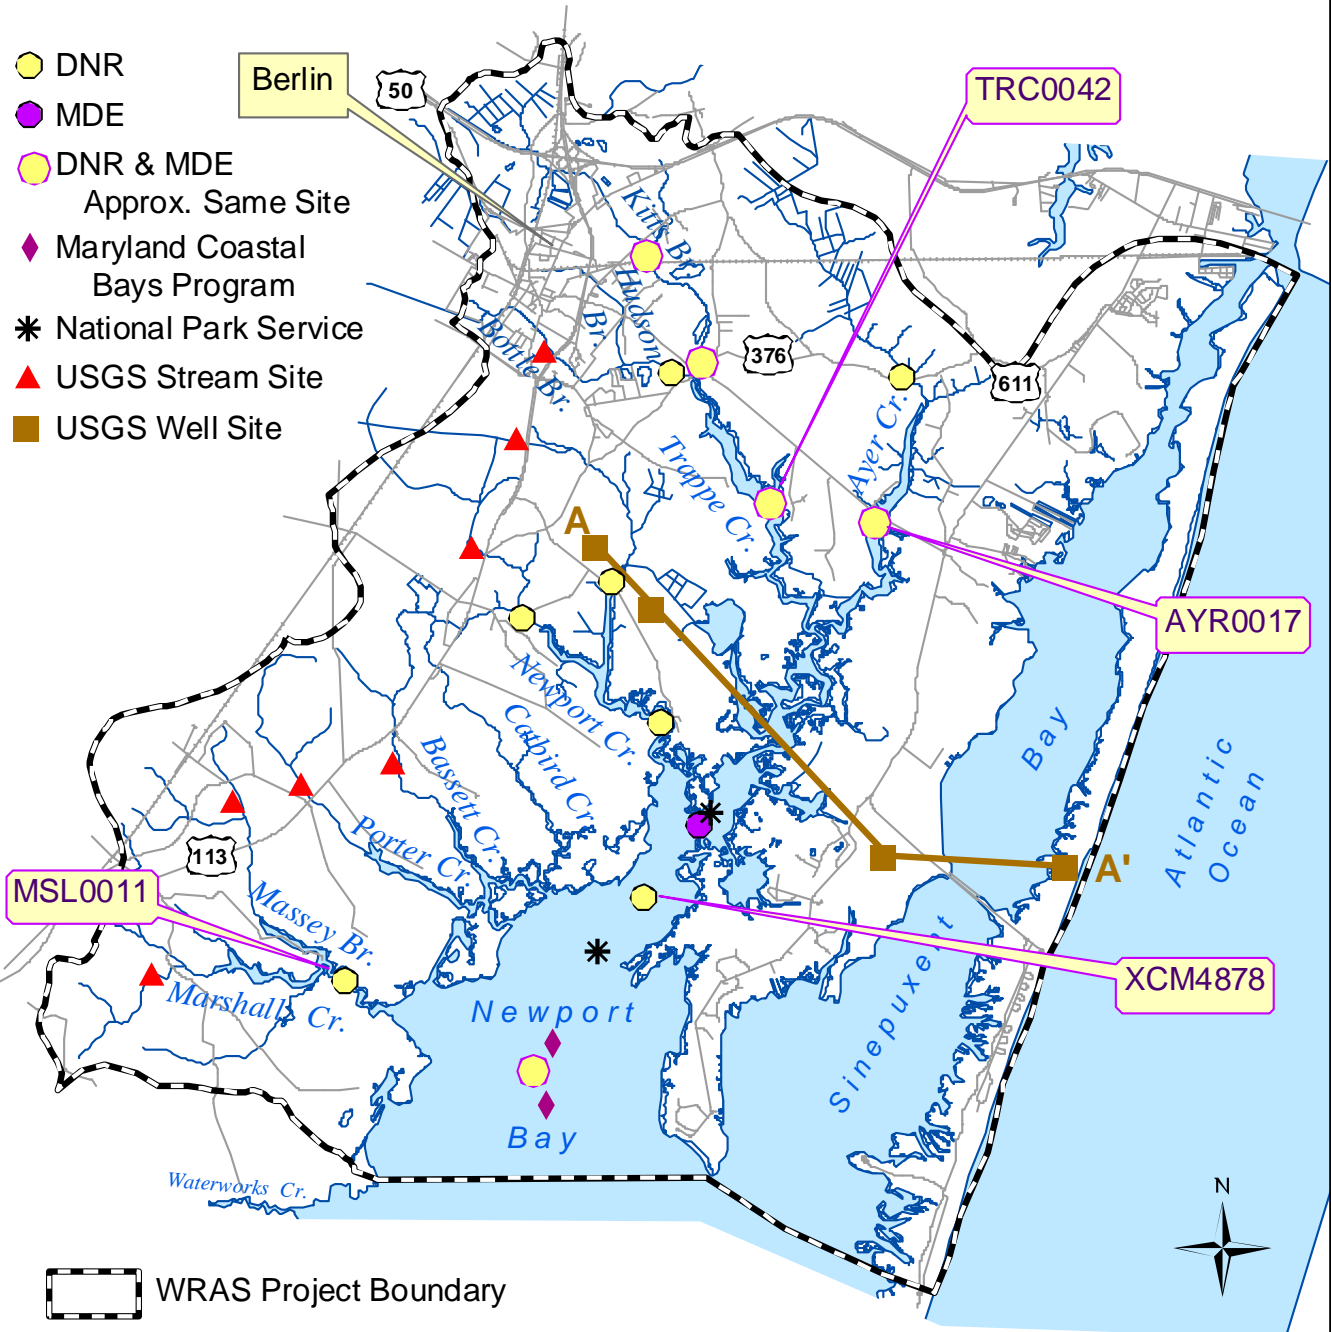 DNR
MDE
DNR & MDE
Approx. Same Site
Maryland Coastal
Bays Program
National Park Service
USGS Stream Site
USGS Well Site
Berlin
50
TRC0042
Kitts Br.
Hudson
Br.
Bottle Br.
376
611
Ayer Cr.
Trappe Cr.
A
AYR0017
Newport Cr.
Catbird Cr.
Bassett Cr.
Porter Cr.
Bay
Atlantic
Ocean
A'
113
MSL0011
Massey Br.
Marshall Cr.
XCM4878
Newport
Bay
Sinepuxent
Waterworks Cr.
N
WRAS Project Boundary